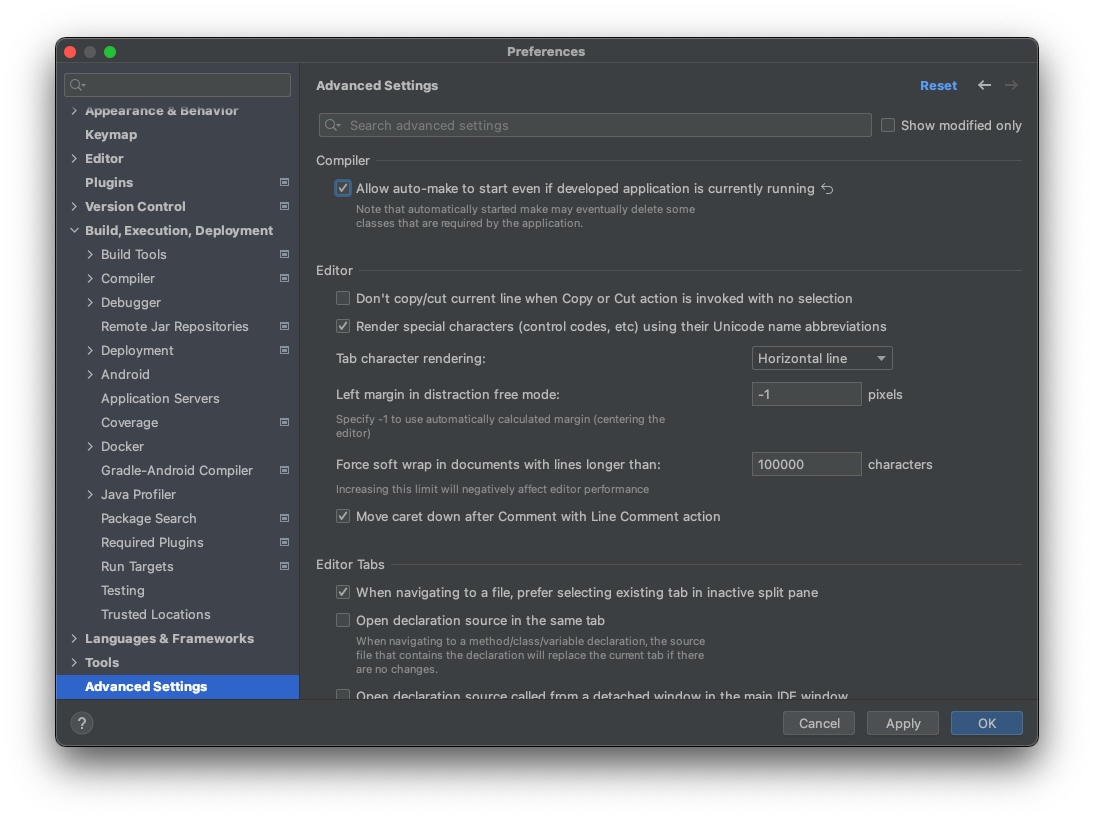 Preferences
Appearance & Behavior
Keymap
Editor
Plugins
Version Control
Build, Execution, Deployment
Build Tools
Compiler
Debugger
Remote Jar Repositories
Deployment
Android
Application Servers
Coverage
Docker
Gradle-Android Compiler
Java Profiler
Package Search
Required Plugins
Run Targets
Testing
Trusted Locations
Languages & Frameworks
Tools
Advanced Settings
Advanced Settings
Reset
Search advanced settings
Show modified only
Compiler
Allow auto-make to start even if developed application is currently running
Note that automatically started make may eventually delete some
classes that are required by the application.
Editor
Don't copy/cut current line when Copy or Cut action is invoked with no selection
Render special characters (control codes, etc) using their Unicode name abbreviations
Tab character rendering: Horizontal line
Left margin in distraction free mode: -1 pixels
Specify -1 to use automatically calculated margin (centering the
editor)
Force soft wrap in documents with lines longer than: 100000 characters
Increasing this limit will negatively affect editor performance
Move caret down after Comment with Line Comment action
Editor Tabs
When navigating to a file, prefer selecting existing tab in inactive split pane
Open declaration source in the same tab
When navigating to a method/class/variable declaration, the source
file that contains the declaration will replace the current tab if there
are no changes.
Open declaration source called from a detached window in the main IDE window
?
Cancel
Apply
OK